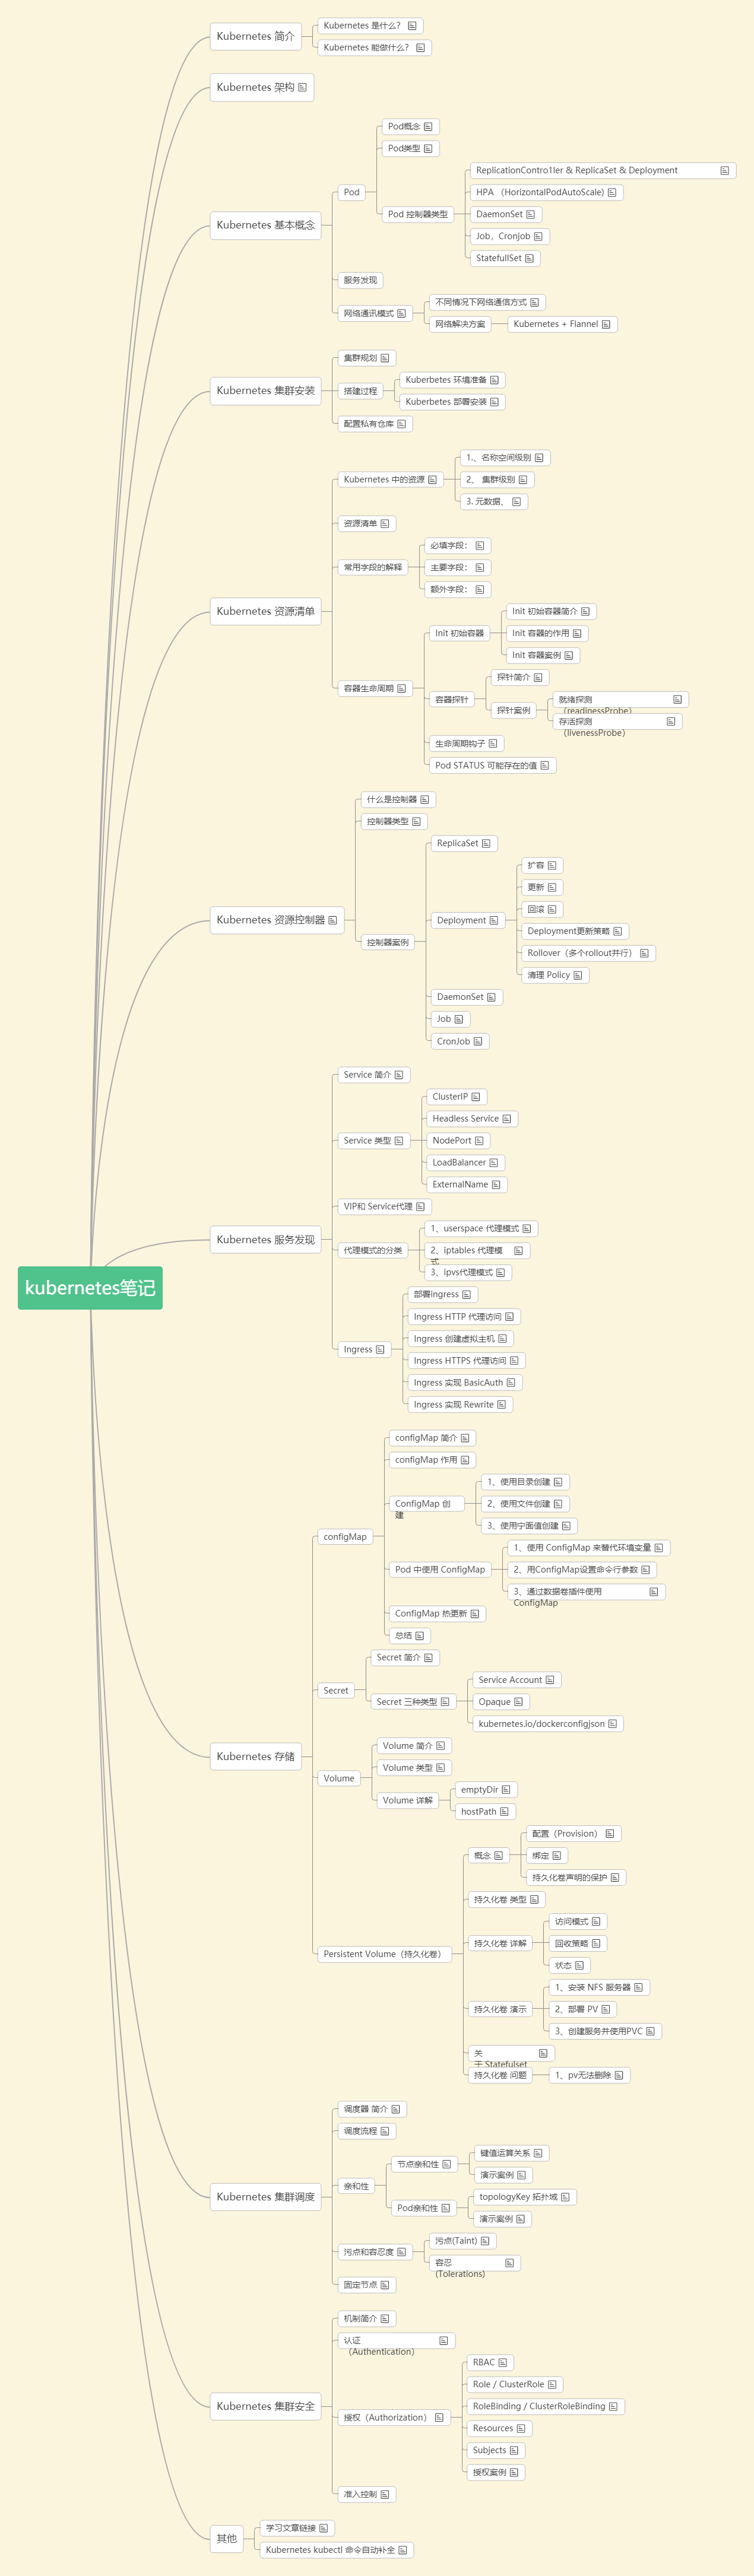 Kubernetes 简介
Kubernetes 是什么？
Kubernetes 能做什么？
Kubernetes 架构
Kubernetes 基本概念
Pod
Pod概念
Pod类型
Pod 控制器类型
ReplicationContro1ler & ReplicaSet & Deployment
HPA （HorizontalPodAutoScale)
DaemonSet
Job，Cronjob
StatefullSet
服务发现
网络通讯模式
不同情况下网络通信方式
网络解决方案
Kubernetes + Flannel
Kubernetes 集群安装
集群规划
搭建过程
Kuberbetes 环境准备
Kuberbetes 部署安装
配置私有仓库
Kubernetes 资源清单
Kubernetes 中的资源
1.、名称空间级别
2、 集群级别
3. 元数据、
资源清单
常用字段的解释
必填字段：
主要字段：
额外字段：
容器生命周期
Init 初始容器
Init 初始容器简介
Init 容器的作用
Init 容器案例
容器探针
探针简介
探针案例
就绪探测
（readinessProbe）
存活探测
（livenessProbe）
生命周期钩子
Pod STATUS 可能存在的值
Kubernetes 资源控制器
什么是控制器
控制器类型
控制器案例
ReplicaSet
Deployment
扩容
更新
回滚
Deployment更新策略
Rollover（多个rollout并行）
清理 Policy
DaemonSet
Job
CronJob
kubernetes笔记
Kubernetes 服务发现
Service 简介
Service 类型
ClusterIP
Headless Service
NodePort
LoadBalancer
ExternalName
VIP和 Service代理
代理模式的分类
1、userspace 代理模式
2、iptables 代理模
式
3、ipvs代理模式
Ingress
部署ingress
Ingress HTTP 代理访问
Ingress 创建虚拟主机
Ingress HTTPS 代理访问
Ingress 实现 BasicAuth
Ingress 实现 Rewrite
Kubernetes 存储
configMap
configMap 简介
configMap 作用
ConfigMap 创
建
1、使用目录创建
2、使用文件创建
3、使用宁面值创建
Pod 中使用 ConfigMap
1、使用 ConfigMap 来替代环境变量
2、用ConfigMap设置命令行参数
3、通过数据卷插件使用
ConfigMap
ConfigMap 热更新
总结
Secret
Secret 简介
Secret 三种类型
Service Account
Opaque
kubernetes.io/dockerconfigjson
Volume
Volume 简介
Volume 类型
Volume 详解
emptyDir
hostPath
Persistent Volume（持久化卷）
概念
配置（Provision）
绑定
持久化卷声明的保护
持久化卷 类型
持久化卷 详解
访问模式
回收策略
状态
持久化卷 演示
1、安装 NFS 服务器
2、部署 PV
3、创建服务并使用PVC
关
于 Statefulset
持久化卷 问题
1、pv无法删除
Kubernetes 集群调度
调度器 简介
调度流程
亲和性
节点亲和性
键值运算关系
演示案例
Pod亲和性
topologyKey 拓扑域
演示案例
污点和容忍度
污点(Taint)
容忍
(Tolerations)
固定节点
Kubernetes 集群安全
机制简介
认证
（Authentication）
授权（Authorization）
RBAC
Role / ClusterRole
RoleBinding / ClusterRoleBinding
Resources
Subjects
授权案例
准入控制
其他
学习文章链接
Kubernetes kubectl 命令自动补全